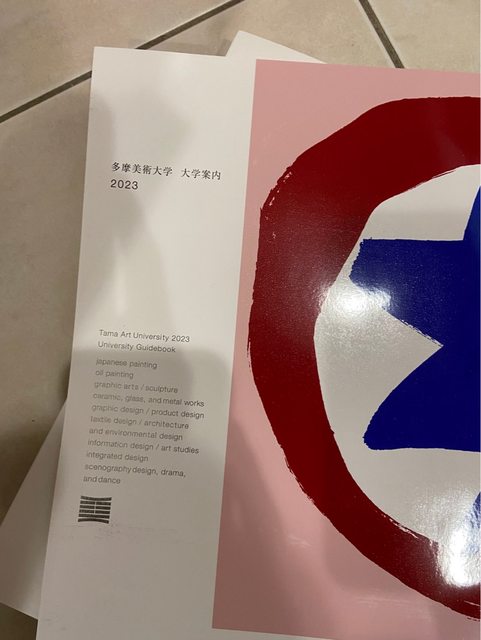 多摩美術大学 大学案内
2023
Tama Art University 2023
University Guidebook
japanese painting
oil painting
graphic arts / sculpture
ceramic, glass, and metal works
graphic design / product design
textile design / architecture
and environmental design
information design / art studies
integrated design
scenography design, drama,
and dance